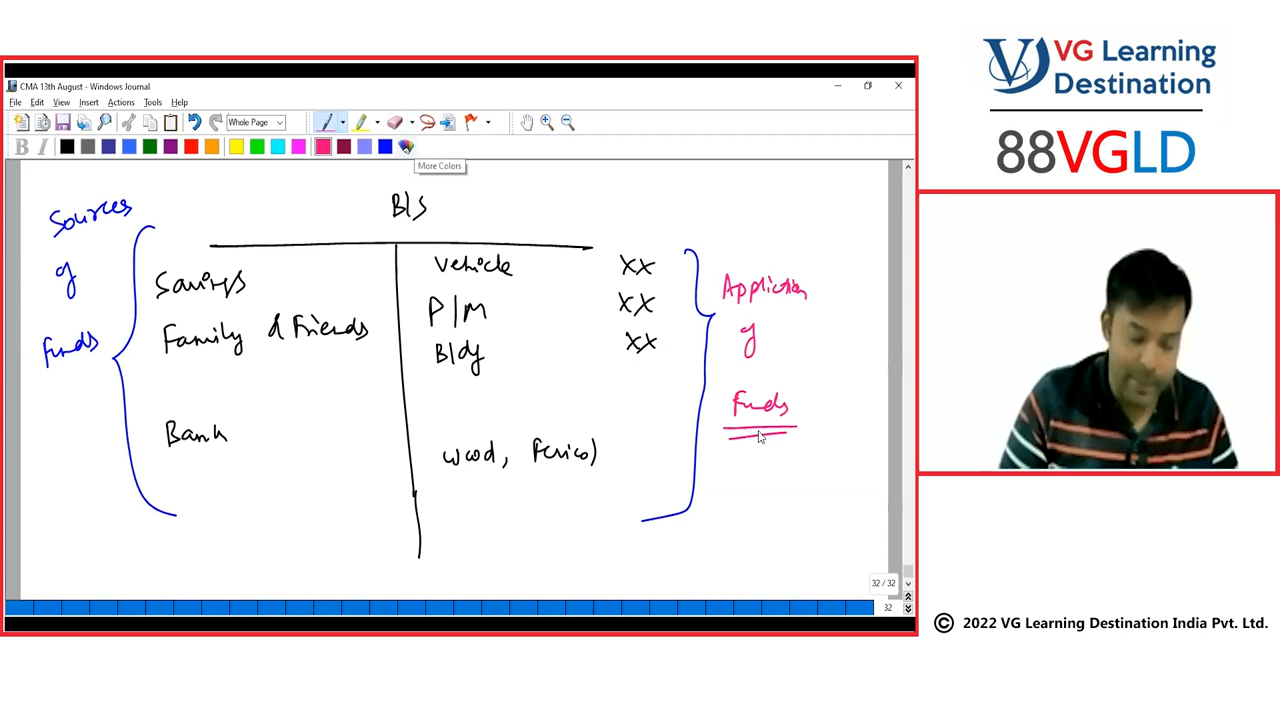 CMA 13th August - Windows Journal
File Edit View Insert Actions Tools Help
Whole Page
B I
More Colors
Sources
of
Funds
B/S
Savings
Family & Friends
Bank
Vehicle XX
P/M XX
Bldg XX
wood,
Application
of
Funds
32 / 32
32
VG Learning
Destination
88VGLD
© 2022 VG Learning Destination India Pvt. Ltd.